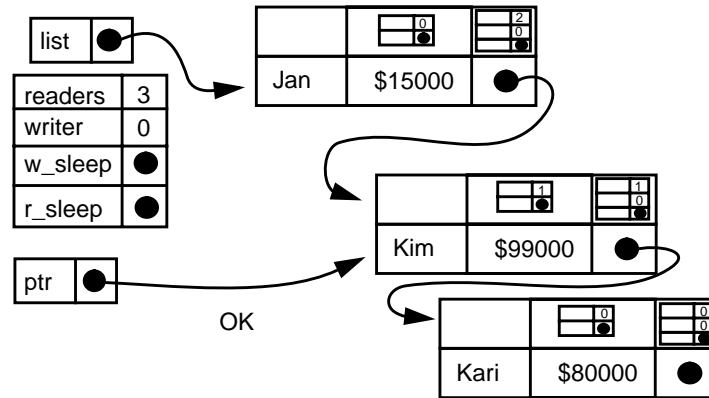 list
readers 3
writer 0
w_sleep
r_sleep
ptr
OK
0
2
0
Jan $15000
1
1
0
Kim $99000
0
0
0
Kari $80000